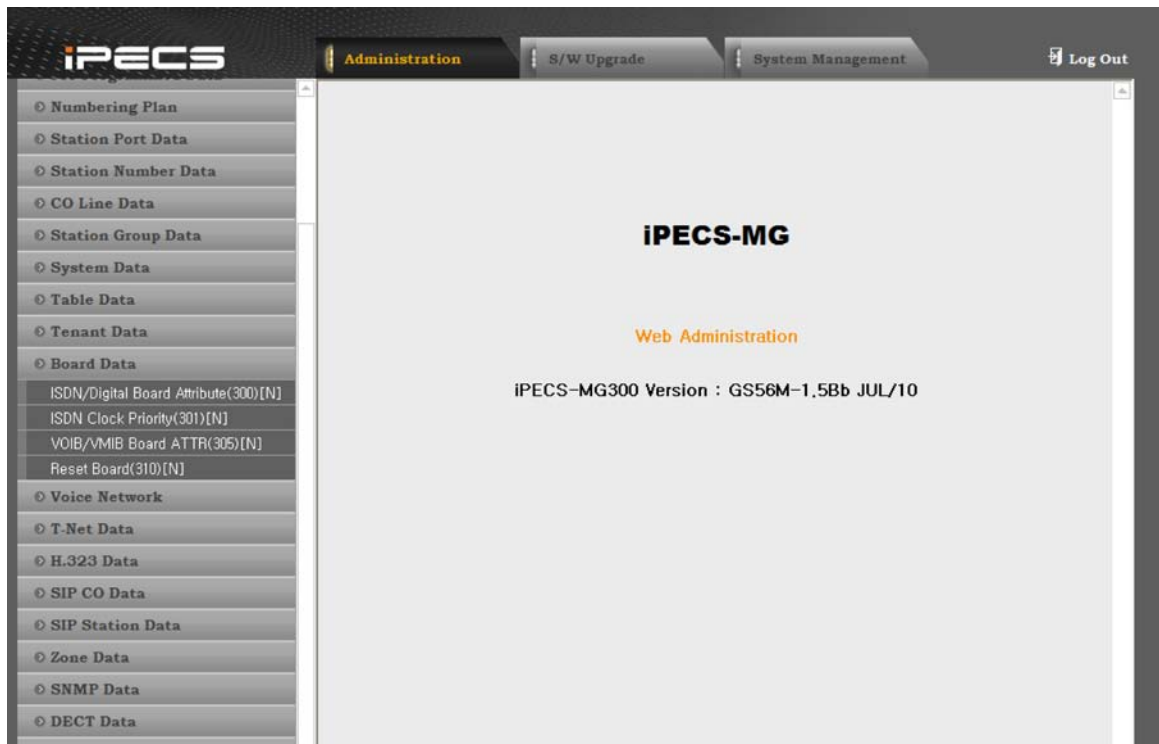 iPECS
Administration
S/W Upgrade
System Management
Log Out
Numbering Plan
Station Port Data
Station Number Data
CO Line Data
Station Group Data
System Data
Table Data
Tenant Data
Board Data
ISDN/Digital Board Attribute(300)[N]
ISDN Clock Priority(301)[N]
VOIB/VMIB Board ATTR(305)[N]
Reset Board(310)[N]
Voice Network
T-Net Data
H.323 Data
SIP CO Data
SIP Station Data
Zone Data
SNMP Data
DECT Data
iPECS-MG
Web Administration
iPECS-MG300 Version : GS56M-1.5Bb JUL/10